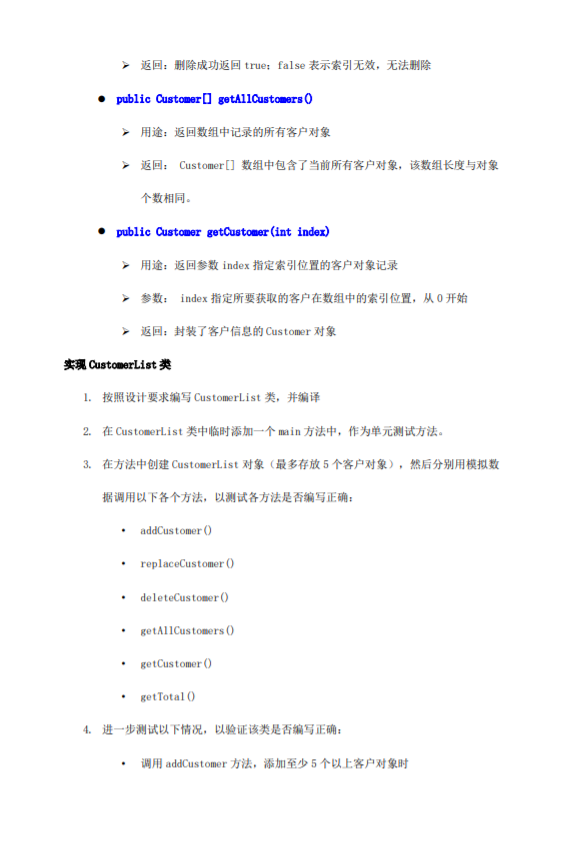 ➢ 返回：删除成功返回 true；false 表示索引无效，无法删除
● public Customer[] getAllCustomers()
➢ 用途：返回数组中记录的所有客户对象
➢ 返回： Customer[] 数组中包含了当前所有客户对象，该数组长度与对象
个数相同。
● public Customer getCustomer(int index)
➢ 用途：返回参数 index 指定索引位置的客户对象记录
➢ 参数： index 指定所要获取的客户在数组中的索引位置，从 0 开始
➢ 返回：封装了客户信息的 Customer 对象
实现 CustomerList 类
1. 按照设计要求编写 CustomerList 类，并编译
2. 在 CustomerList 类中临时添加一个 main 方法中，作为单元测试方法。
3. 在方法中创建 CustomerList 对象（最多存放 5 个客户对象），然后分别用模拟数
据调用以下各个方法，以测试各方法是否编写正确：
• addCustomer()
• replaceCustomer()
• deleteCustomer()
• getAllCustomers()
• getCustomer()
• getTotal()
4. 进一步测试以下情况，以验证该类是否编写正确：
• 调用 addCustomer 方法，添加至少 5 个以上客户对象时